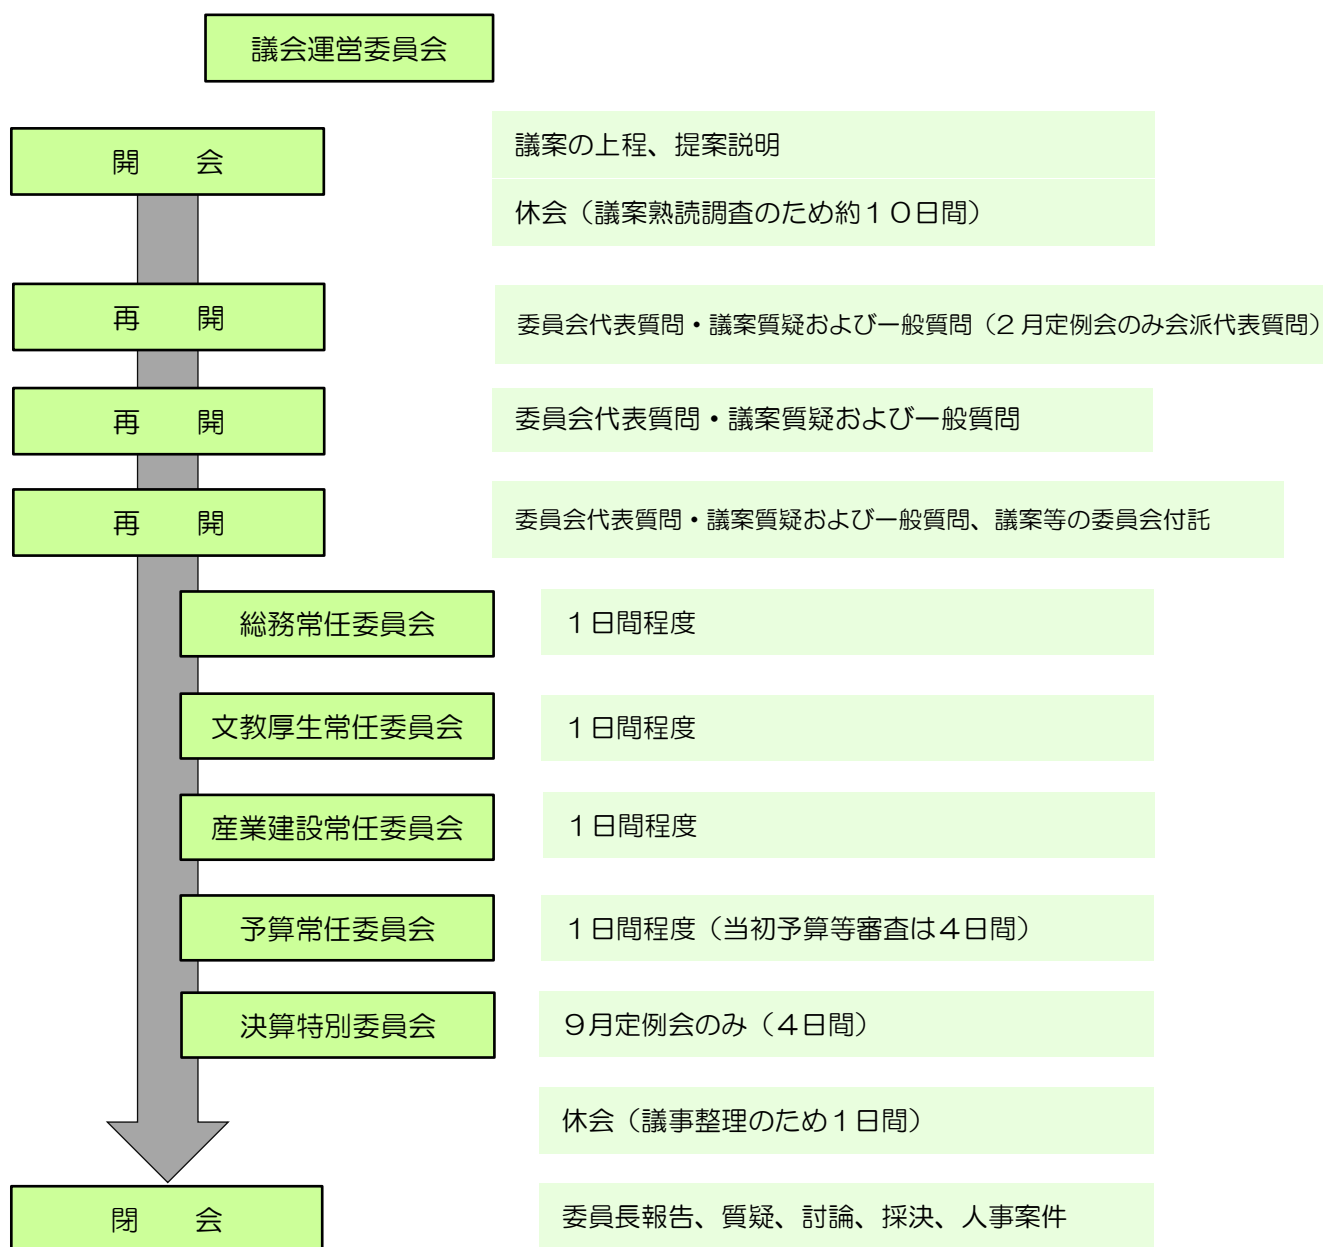 議会運営委員会
開　　会
議案の上程、提案説明
休会（議案熟読調査のため約１０日間）
再　　開
委員会代表質問・議案質疑および一般質問（2 月定例会のみ会派代表質問）
再　　開
委員会代表質問・議案質疑および一般質問
再　　開
委員会代表質問・議案質疑および一般質問、議案等の委員会付託
総務常任委員会
１日間程度
文教厚生常任委員会
１日間程度
産業建設常任委員会
１日間程度
予算常任委員会
１日間程度（当初予算等審査は４日間）
決算特別委員会
９月定例会のみ（４日間）
休会（議事整理のため１日間）
閉　　会
委員長報告、質疑、討論、採決、人事案件